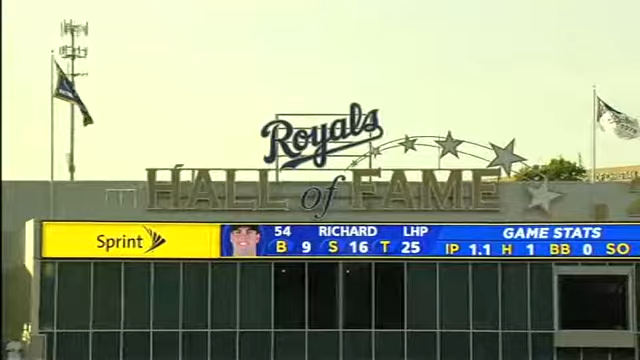 Royals
HALL of FAME
Sprint
54 RICHARD LHP
B 9 S 16 T 25
GAME STATS
IP 1.1 H 1 BB 0 SO